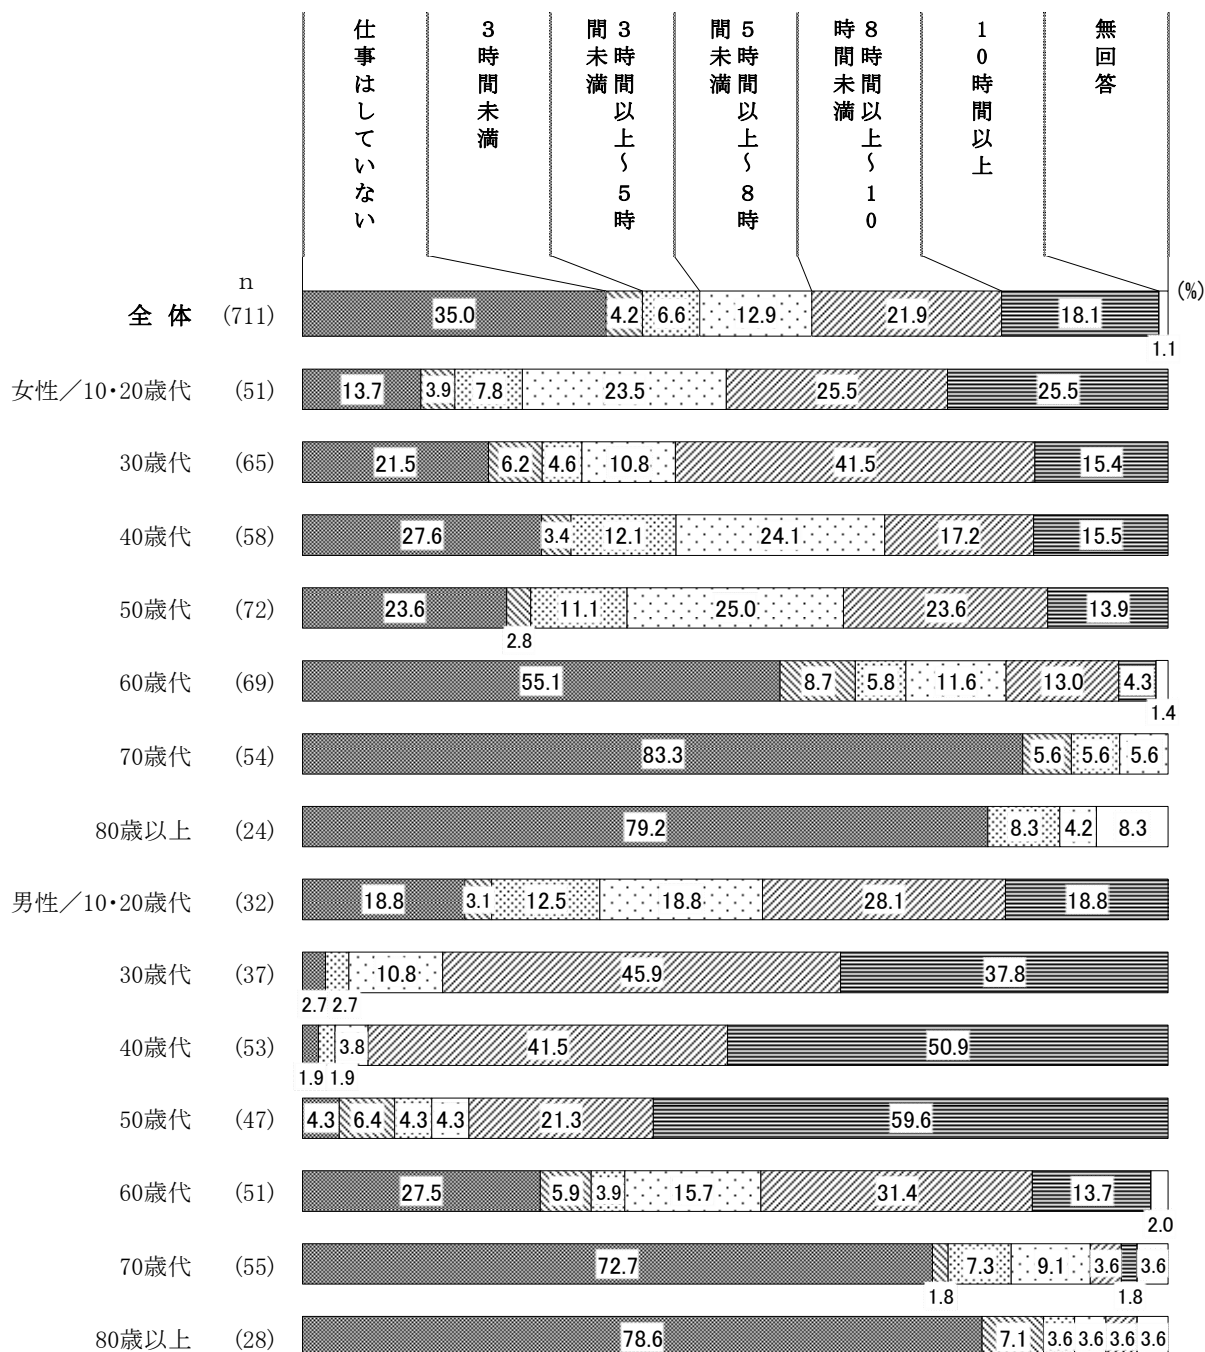 仕事はしていない
3時間未満
3時間以上～5時
間未満
5時間以上～8時
間未満
8時間以上～10
時間未満
10時間以上
無回答
n
(%)
全 体 (711) 35.0 4.2 6.6 12.9 21.9 18.1
1.1
女性／10・20歳代 (51) 13.7 3.9 7.8 23.5 25.5 25.5
30歳代 (65) 21.5 6.2 4.6 10.8 41.5 15.4
40歳代 (58) 27.6 3.4 12.1 24.1 17.2 15.5
50歳代 (72) 23.6 11.1 25.0 23.6 13.9
2.8
60歳代 (69) 55.1 8.7 5.8 11.6 13.0 4.3
1.4
70歳代 (54) 83.3 5.6 5.6 5.6
80歳以上 (24) 79.2 8.3 4.2 8.3
男性／10・20歳代 (32) 18.8 3.1 12.5 18.8 28.1 18.8
30歳代 (37) 10.8 45.9 37.8
2.7 2.7
40歳代 (53) 3.8 41.5 50.9
1.9 1.9
50歳代 (47) 4.3 6.4 4.3 4.3 21.3 59.6
60歳代 (51) 27.5 5.9 3.9 15.7 31.4 13.7
2.0
70歳代 (55) 72.7 7.3 9.1 3.6 3.6
1.8 1.8
80歳以上 (28) 78.6 7.1 3.6 3.6 3.6 3.6